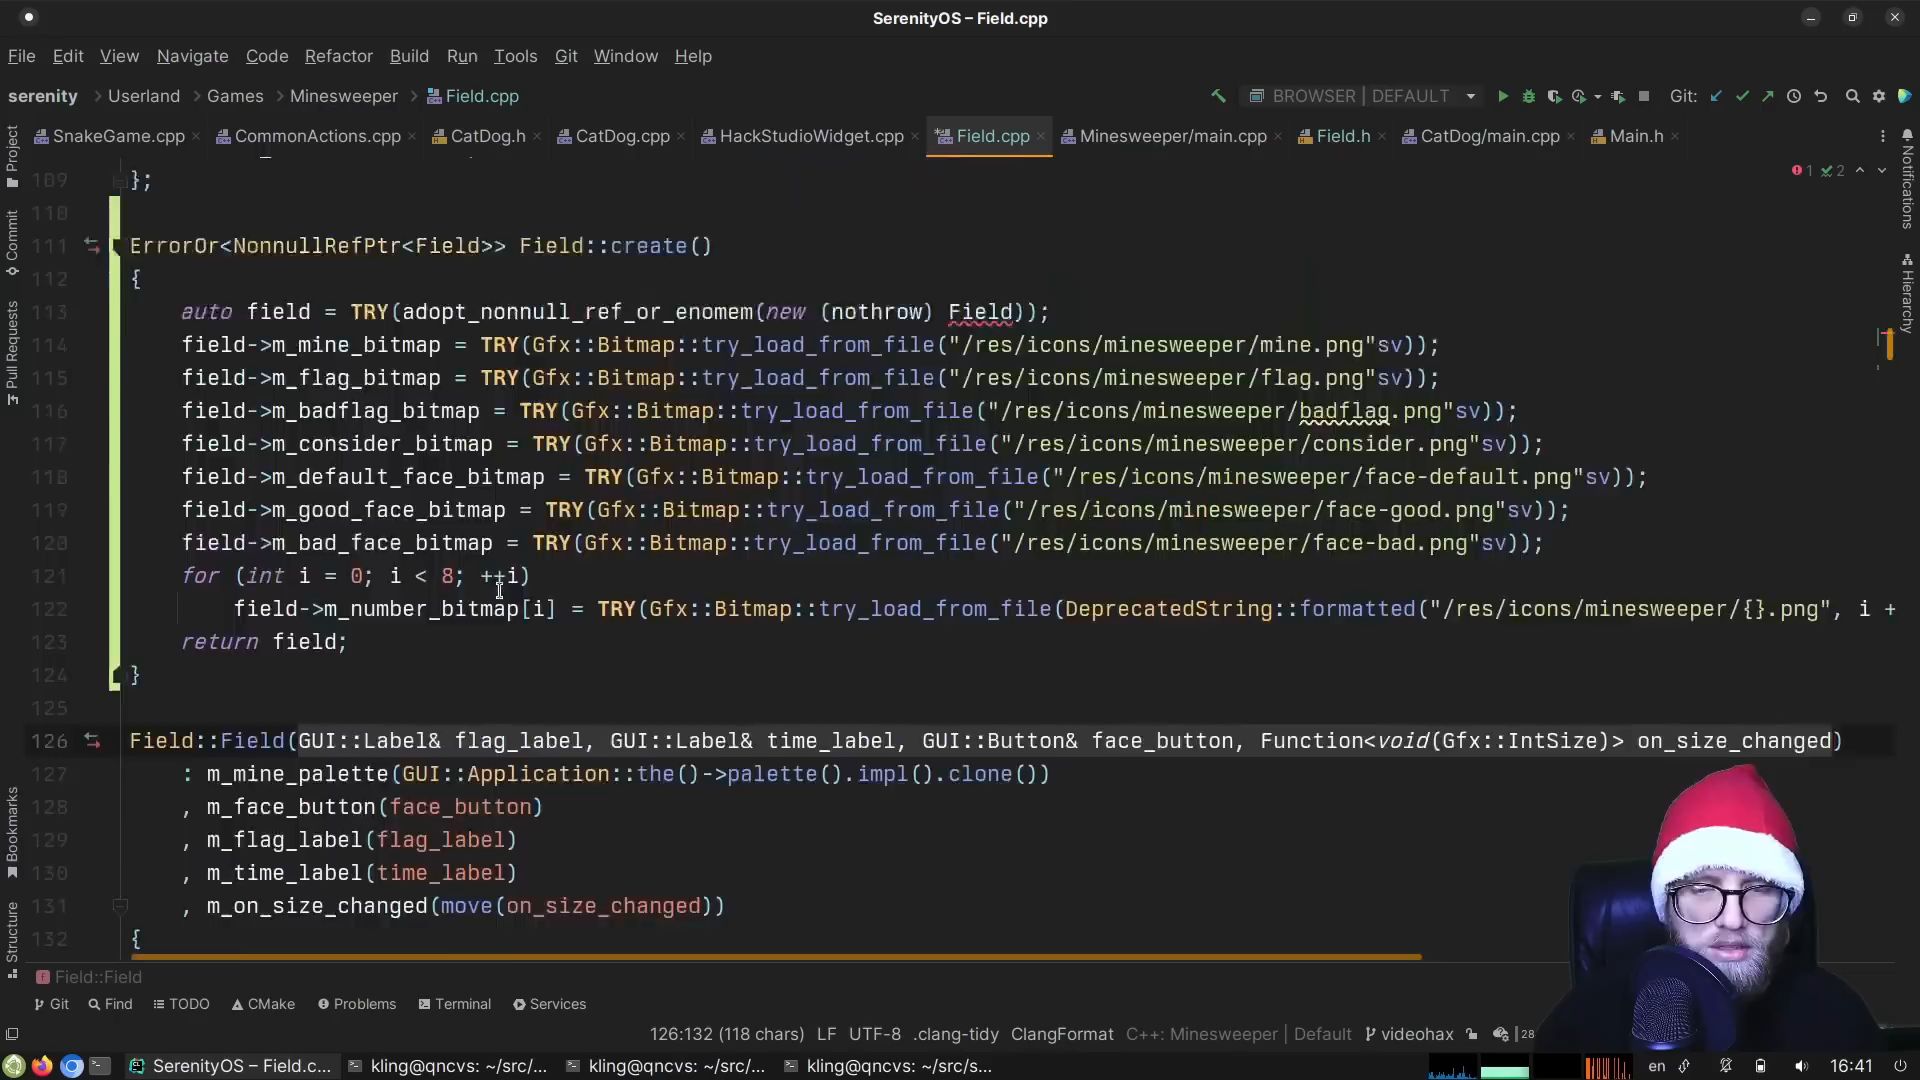 SerenityOS – Field.cpp
File Edit View Navigate Code Refactor Build Run Tools Git Window Help
serenity Userland Games Minesweeper Field.cpp BROWSER | DEFAULT Git:
SnakeGame.cpp CommonActions.cpp CatDog.h CatDog.cpp HackStudioWidget.cpp Field.cpp Minesweeper/main.cpp Field.h CatDog/main.cpp Main.h
Project
Commit
Pull Requests
Bookmarks
Structure
Notifications
Hierarchy
1 2
109 };
110
111 ErrorOr<NonnullRefPtr<Field>> Field::create()
112 {
113 auto field = TRY(adopt_nonnull_ref_or_enomem(new (nothrow) Field));
114 field->m_mine_bitmap = TRY(Gfx::Bitmap::try_load_from_file("/res/icons/minesweeper/mine.png"sv));
115 field->m_flag_bitmap = TRY(Gfx::Bitmap::try_load_from_file("/res/icons/minesweeper/flag.png"sv));
116 field->m_badflag_bitmap = TRY(Gfx::Bitmap::try_load_from_file("/res/icons/minesweeper/badflag.png"sv));
117 field->m_consider_bitmap = TRY(Gfx::Bitmap::try_load_from_file("/res/icons/minesweeper/consider.png"sv));
118 field->m_default_face_bitmap = TRY(Gfx::Bitmap::try_load_from_file("/res/icons/minesweeper/face-default.png"sv));
119 field->m_good_face_bitmap = TRY(Gfx::Bitmap::try_load_from_file("/res/icons/minesweeper/face-good.png"sv));
120 field->m_bad_face_bitmap = TRY(Gfx::Bitmap::try_load_from_file("/res/icons/minesweeper/face-bad.png"sv));
121 for (int i = 0; i < 8; ++i)
122 field->m_number_bitmap[i] = TRY(Gfx::Bitmap::try_load_from_file(DeprecatedString::formatted("/res/icons/minesweeper/{}.png", i +
123 return field;
124 }
125
126 Field::Field(GUI::Label& flag_label, GUI::Label& time_label, GUI::Button& face_button, Function<void(Gfx::IntSize)> on_size_changed)
127 : m_mine_palette(GUI::Application::the()->palette().impl().clone())
128 , m_face_button(face_button)
129 , m_flag_label(flag_label)
130 , m_time_label(time_label)
131 , m_on_size_changed(move(on_size_changed))
132 {
Field::Field
Git Find TODO CMake Problems Terminal Services
126:132 (118 chars) LF UTF-8 .clang-tidy ClangFormat C++: Minesweeper | Default videohax 28
SerenityOS – Field.c... kling@qncvs: ~/src/... kling@qncvs: ~/src/... kling@qncvs: ~/src/s... en 16:41